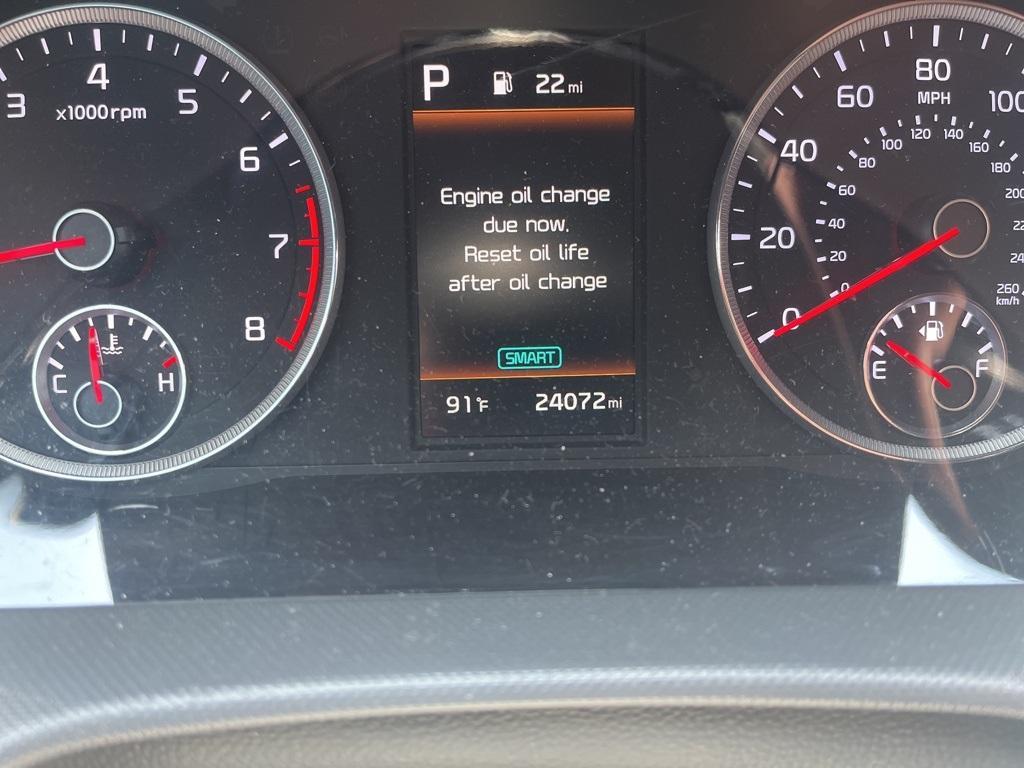 3
4
5
6
7
8
x1000rpm
C
H
P
22 mi
Engine oil change
due now.
Reset oil life
after oil change
SMART
91°F
24072 mi
0
20
40
60
80
100
MPH
0
20
40
60
80
100
120
140
160
180
200
260
km/h
E
F